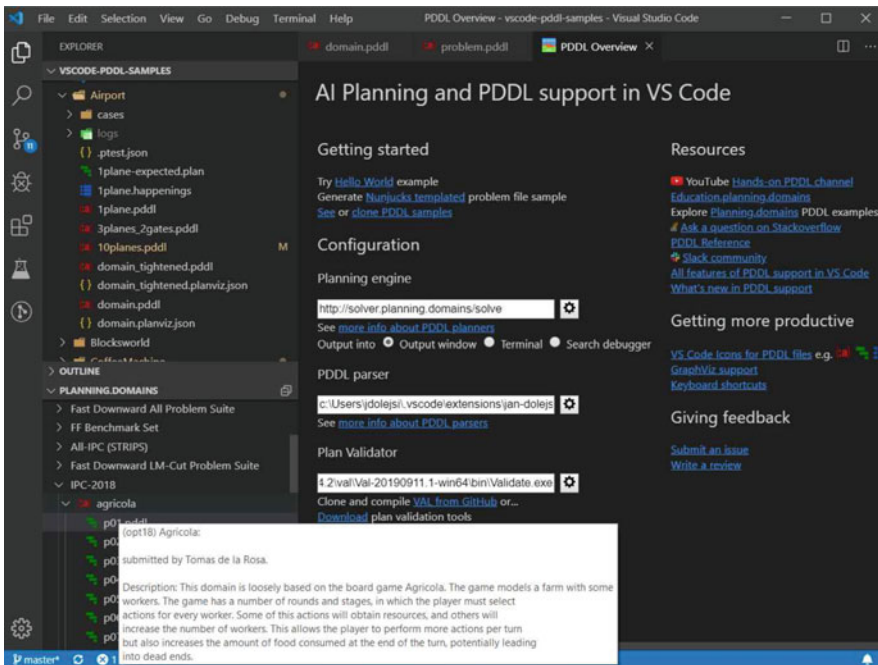 File Edit Selection View Go Debug Terminal Help
PDDL Overview - vscode-pddl-samples - Visual Studio Code
EXPLORER
domain.pddl
problem.pddl
PDDL Overview
VSCODE-PDDL-SAMPLES
Airport
cases
logs
{ } .ptest.json
1plane-expected.plan
1plane.happenings
1plane.pddl
3planes_2gates.pddl
10planes.pddl M
domain_tightened.pddl
{ } domain_tightened.planviz.json
domain.pddl
{ } domain.planviz.json
Blocksworld
CoffeeMachine
OUTLINE
PLANNING.DOMAINS
Fast Downward All Problem Suite
FF Benchmark Set
All-IPC (STRIPS)
Fast Downward LM-Cut Problem Suite
IPC-2018
agricola
p01.pddl
11
AI Planning and PDDL support in VS Code
Getting started
Try Hello World example
Generate Nunjucks templated problem file sample
See or clone PDDL samples
Configuration
Planning engine
http://solver.planning.domains/solve
See more info about PDDL planners
Output into Output window Terminal Search debugger
PDDL parser
c:\Users\jdolejsi\.vscode\extensions\jan-dolejs
See more info about PDDL parsers
Plan Validator
4.2\val\Val-20190911.1-win64\bin\Validate.exe
Clone and compile VAL from GitHub or...
Download plan validation tools
Resources
YouTube Hands-on PDDL channel
Education.planning.domains
Explore Planning.domains PDDL examples
Ask a question on Stackoverflow
PDDL Reference
Slack community
All features of PDDL support in VS Code
What's new in PDDL support
Getting more productive
VS Code Icons for PDDL files e.g.
GraphViz support
Keyboard shortcuts
Giving feedback
Submit an issue
Write a review
(opt18) Agricola:
submitted by Tomas de la Rosa.
Description: This domain is loosely based on the board game Agricola. The game models a farm with some
workers. The game has a number of rounds and stages, in which the player must select
actions for every worker. Some of this actions will obtain resources, and others will
increase the number of workers. This allows the player to perform more actions per turn
but also increases the amount of food consumed at the end of the turn, potentially leading
into dead ends.
master*